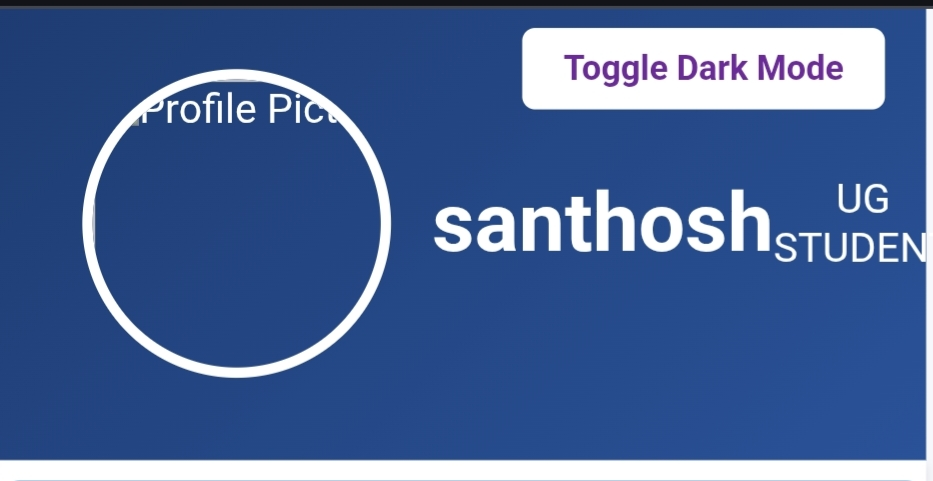 Toggle Dark Mode
Profile Pict
santhosh
UG
STUDEN